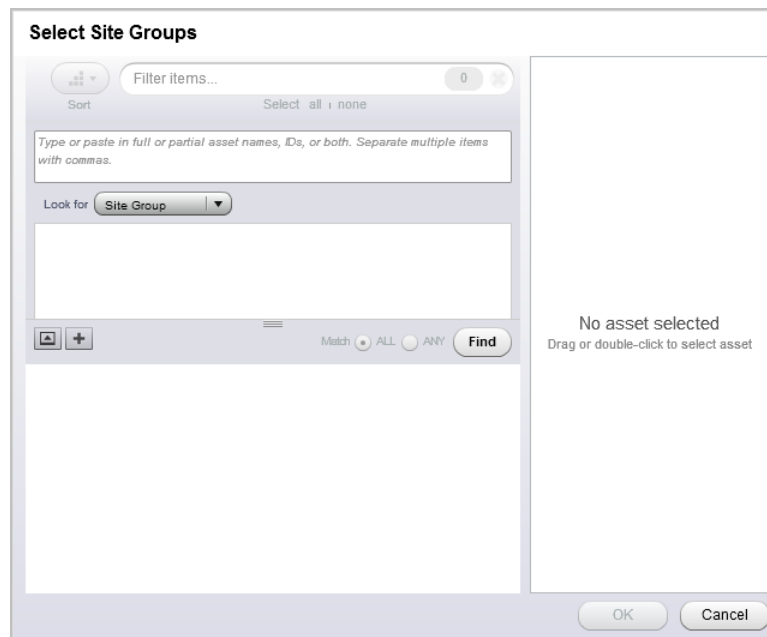 Select Site Groups
Filter items...
0
Sort
Select all none
Type or paste in full or partial asset names, IDs, or both. Separate multiple items
with commas.
Look for Site Group
Match ALL ANY Find
No asset selected
Drag or double-click to select asset
OK Cancel